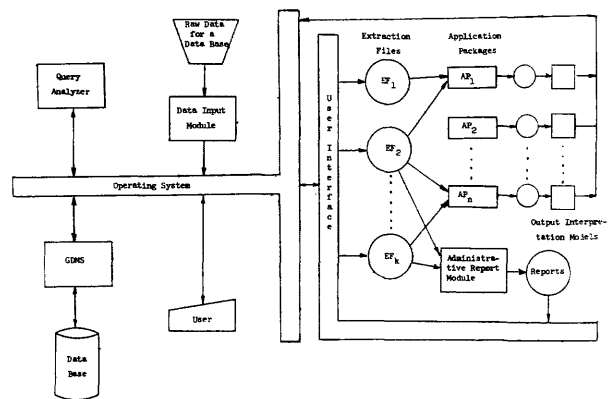 Raw Data
for a
Data Base
Extraction
Files
Application
Packages
Query
Analyzer
Data Input
Module
User Interface
EF1
AP1
EF2
AP2
Operating System
APn
Output Interpre-
tation Models
GDMS
EFk
Administra-
tive Report
Module
Reports
User
Data
Base